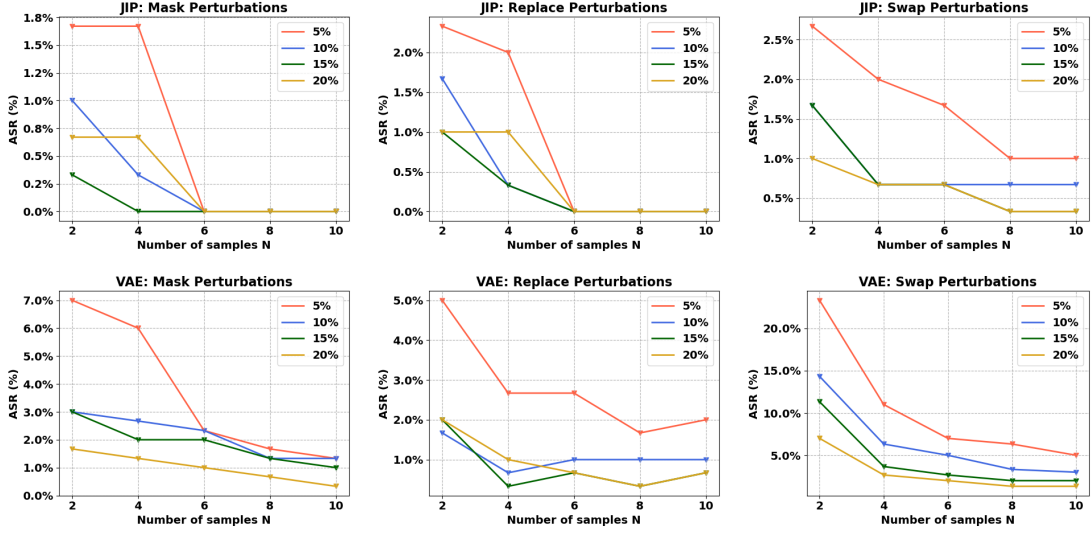 JIP: Mask Perturbations
1.8%
1.5%
1.2%
1.0%
0.8%
0.5%
0.2%
0.0%
ASR (%)
5%
10%
15%
20%
2 4 6 8 10
Number of samples N
JIP: Replace Perturbations
2.0%
1.5%
1.0%
0.5%
0.0%
ASR (%)
5%
10%
15%
20%
2 4 6 8 10
Number of samples N
JIP: Swap Perturbations
2.5%
2.0%
1.5%
1.0%
0.5%
ASR (%)
5%
10%
15%
20%
2 4 6 8 10
Number of samples N
VAE: Mask Perturbations
7.0%
6.0%
5.0%
4.0%
3.0%
2.0%
1.0%
0.0%
ASR (%)
5%
10%
15%
20%
2 4 6 8 10
Number of samples N
VAE: Replace Perturbations
5.0%
4.0%
3.0%
2.0%
1.0%
ASR (%)
5%
10%
15%
20%
2 4 6 8 10
Number of samples N
VAE: Swap Perturbations
20.0%
15.0%
10.0%
5.0%
ASR (%)
5%
10%
15%
20%
2 4 6 8 10
Number of samples N